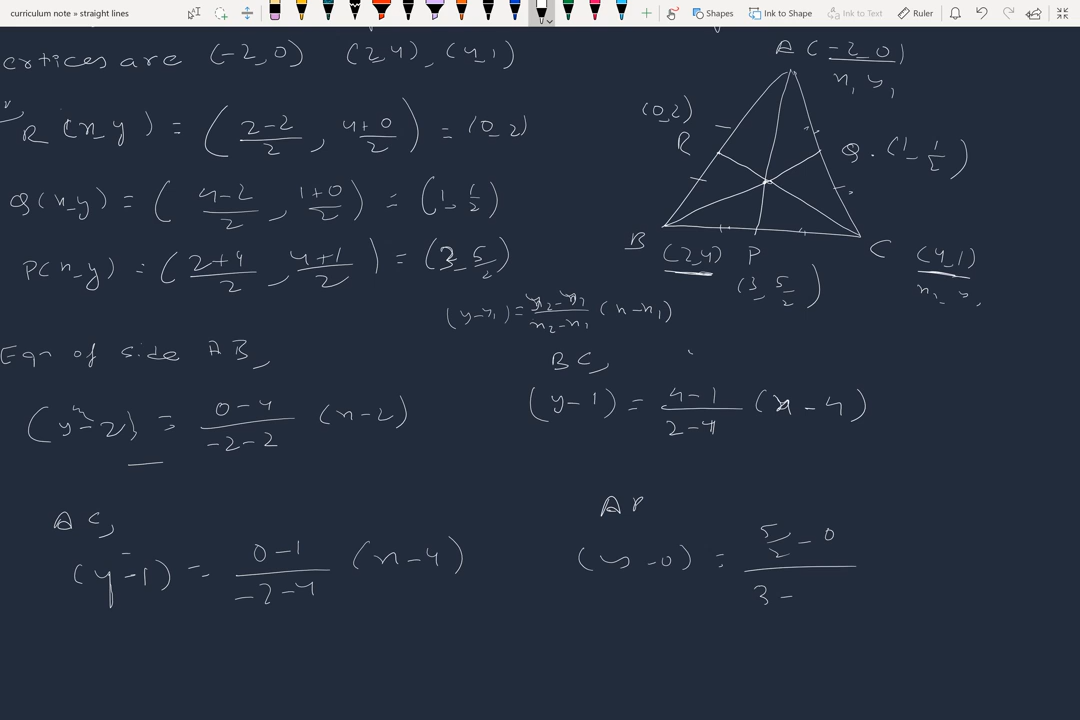 curriculum note » straight lines
Shapes Ink to Shape Ink to Text Ruler
ertices are (-2,0) (2,4), (4,1)
R (x, y) = ( 2-2 / 2 , 4+0 / 2 ) = (0, 2)
Q (x, y) = ( 4-2 / 2 , 1+0 / 2 ) = (1, 1/2)
P (x, y) = ( 2+4 / 2 , 4+1 / 2 ) = (3, 5/2)
A (-2, 0)
x, y,
(0, 2)
R
Q . (1, 1/2)
B (2,4) P C (4,1)
(3, 5/2)
(y-y1) = y2-y1 / x2-x1 (x-x1)
Eqn of side AB,
(y-2) = 0-4 / -2-2 (x-2)
BC,
(y-1) = 4-1 / 2-4 (x-4)
AC,
(y-1) = 0-1 / -2-4 (x-4)
AP
(y-0) = 5/2 - 0 / 3-